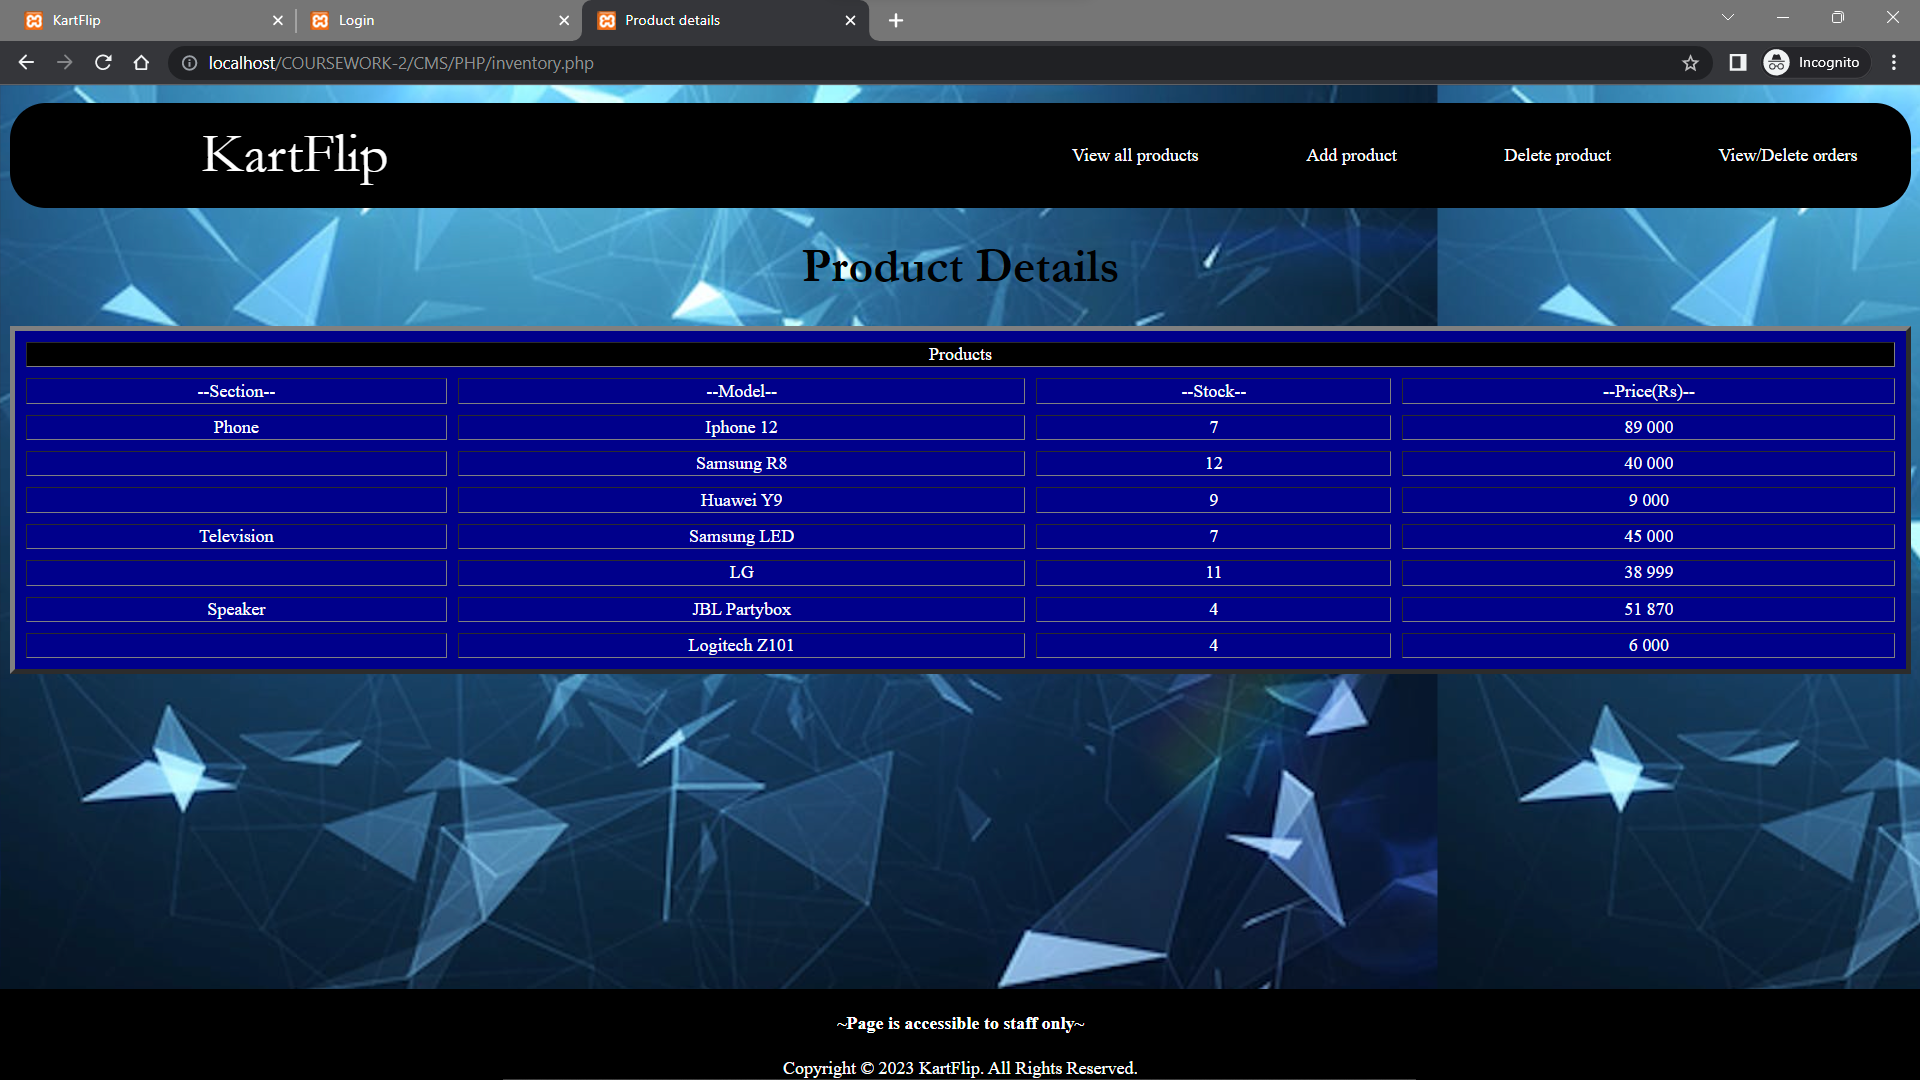 KartFlip
Login
Product details
localhost/COURSEWORK-2/CMS/PHP/inventory.php
Incognito
KartFlip
View all products
Add product
Delete product
View/Delete orders
Product Details
Products
--Section-- --Model-- --Stock-- --Price(Rs)--
Phone Iphone 12 7 89 000
Samsung R8 12 40 000
Huawei Y9 9 9 000
Television Samsung LED 7 45 000
LG 11 38 999
Speaker JBL Partybox 4 51 870
Logitech Z101 4 6 000
~Page is accessible to staff only~
Copyright © 2023 KartFlip. All Rights Reserved.